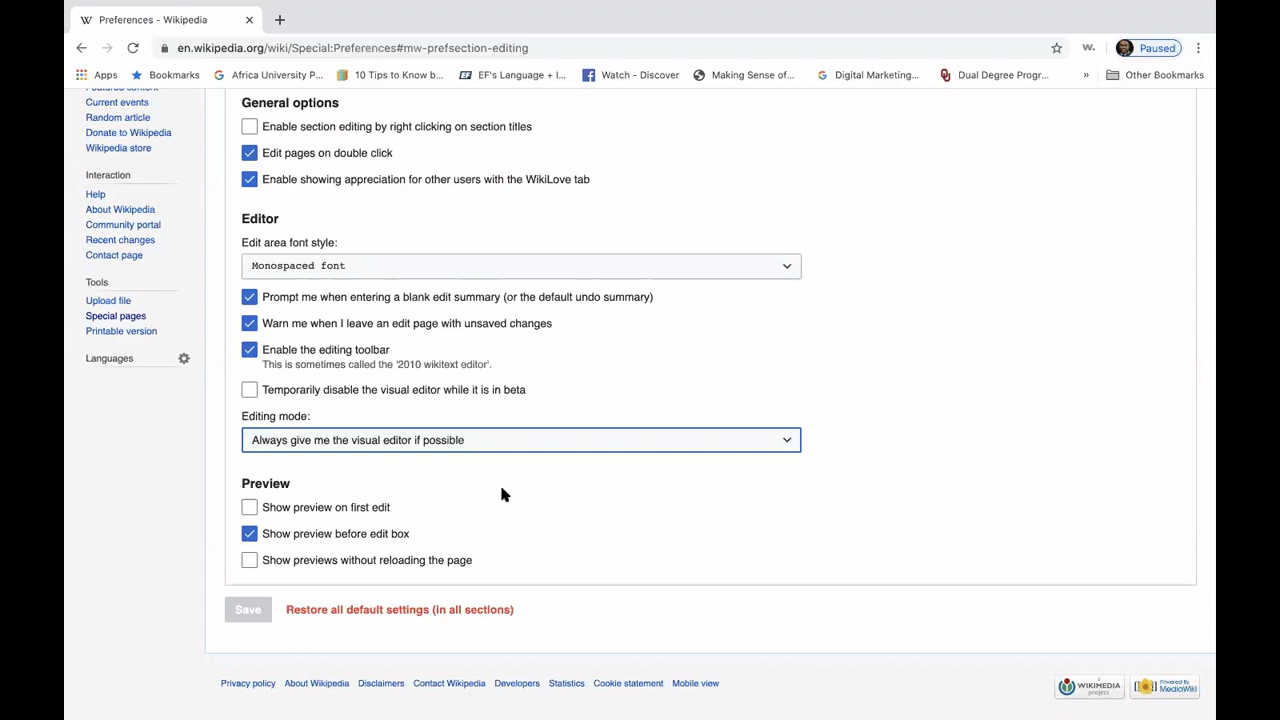 Preferences - Wikipedia
en.wikipedia.org/wiki/Special:Preferences#mw-prefsection-editing
W.
Paused
Apps
Bookmarks
Africa University P...
10 Tips to Know b...
EF's Language + I...
Watch - Discover
Making Sense of...
Digital Marketing...
Dual Degree Progr...
»
Other Bookmarks
Featured content
Current events
Random article
Donate to Wikipedia
Wikipedia store
Interaction
Help
About Wikipedia
Community portal
Recent changes
Contact page
Tools
Upload file
Special pages
Printable version
Languages
General options
Enable section editing by right clicking on section titles
Edit pages on double click
Enable showing appreciation for other users with the WikiLove tab
Editor
Edit area font style:
Monospaced font
Prompt me when entering a blank edit summary (or the default undo summary)
Warn me when I leave an edit page with unsaved changes
Enable the editing toolbar
This is sometimes called the '2010 wikitext editor'.
Temporarily disable the visual editor while it is in beta
Editing mode:
Always give me the visual editor if possible
Preview
Show preview on first edit
Show preview before edit box
Show previews without reloading the page
Save
Restore all default settings (in all sections)
Privacy policy
About Wikipedia
Disclaimers
Contact Wikipedia
Developers
Statistics
Cookie statement
Mobile view
A
WIKIMEDIA
project
Powered By
MediaWiki